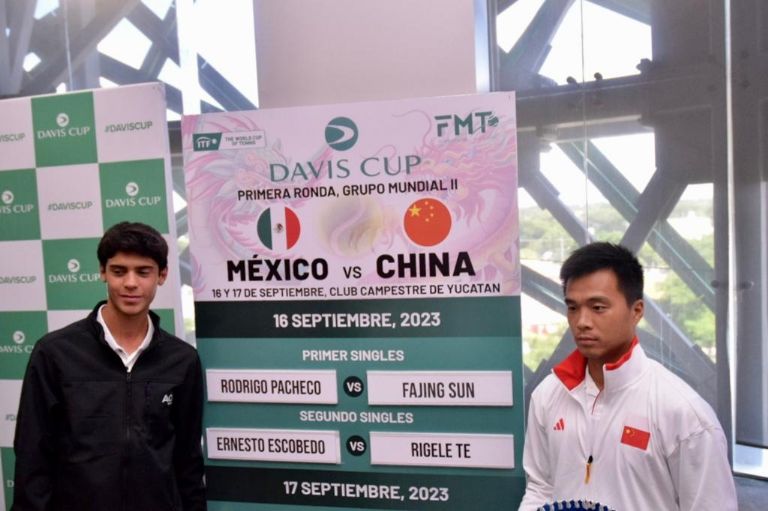 DAVIS CUP
#DAVISCUP
#DAVISCUP
DAVIS CUP
#DAVISCUP
DAVIS CUP
DAVIS CUP
ITF
THE WORLD CUP
OF TENNIS
FMT
DAVIS CUP
PRIMERA RONDA, GRUPO MUNDIAL II
MÉXICO VS CHINA
16 Y 17 DE SEPTIEMBRE, CLUB CAMPESTRE DE YUCATAN
16 SEPTIEMBRE, 2023
PRIMER SINGLES
RODRIGO PACHECO VS FAJING SUN
SEGUNDO SINGLES
ERNESTO ESCOBEDO VS RIGELE TE
17 SEPTIEMBRE, 2023